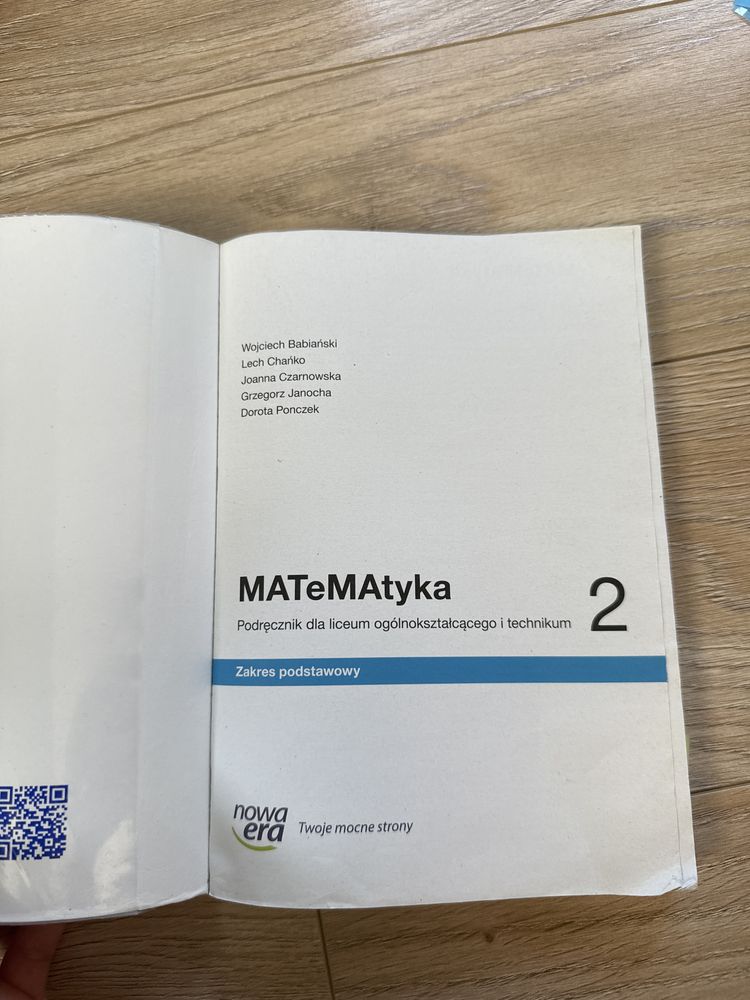 Wojciech Babiański
Lech Chańko
Joanna Czarnowska
Grzegorz Janocha
Dorota Ponczek
MATeMAtyka 2
Podręcznik dla liceum ogólnokształcącego i technikum
Zakres podstawowy
nowa
era
Twoje mocne strony